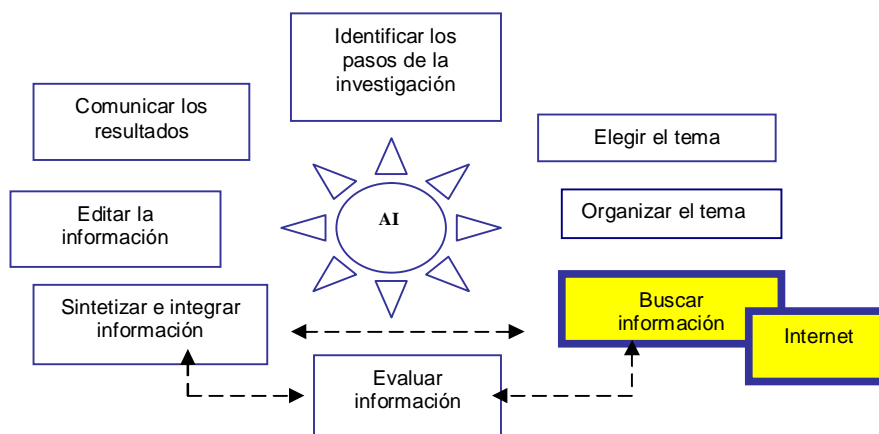 Identificar los
pasos de la
investigación
Comunicar los
resultados
Elegir el tema
Editar la
información
AI
Organizar el tema
Sintetizar e integrar
información
Buscar
información
Internet
Evaluar
información